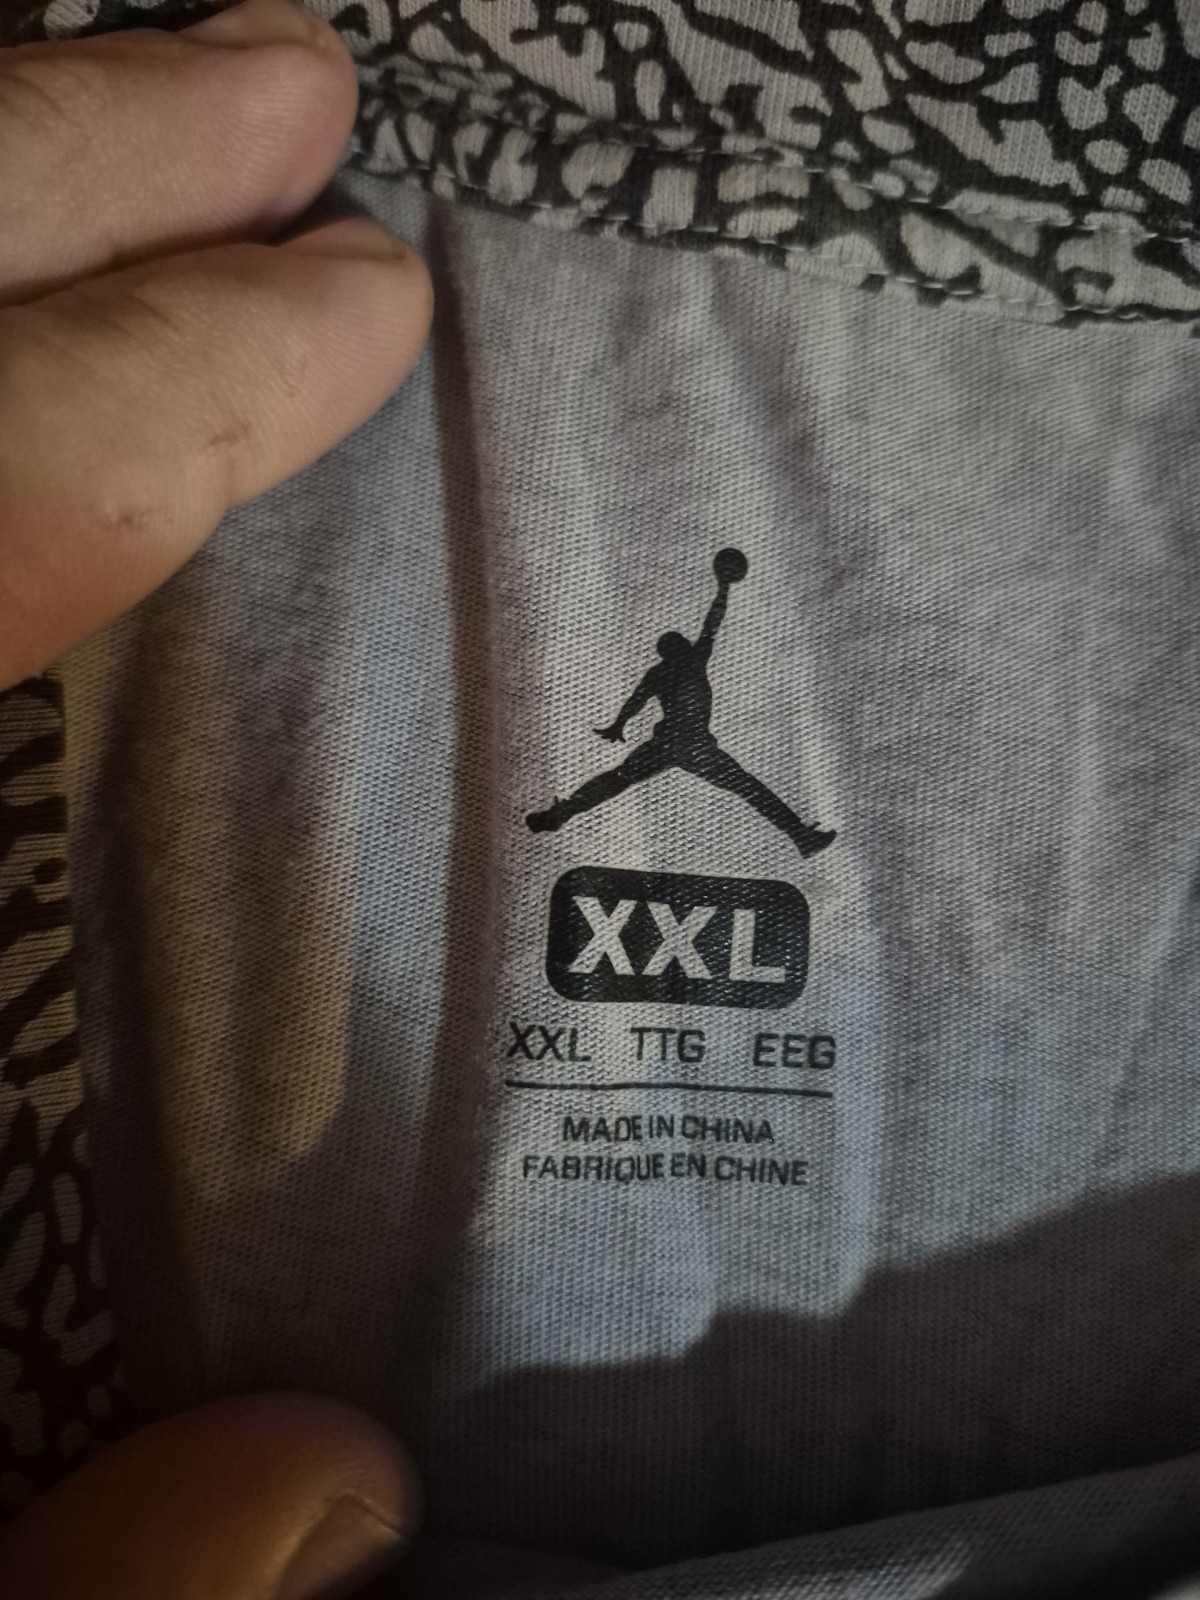 XXL
XXL TTG EEG
MADE IN CHINA
FABRIQUE EN CHINE